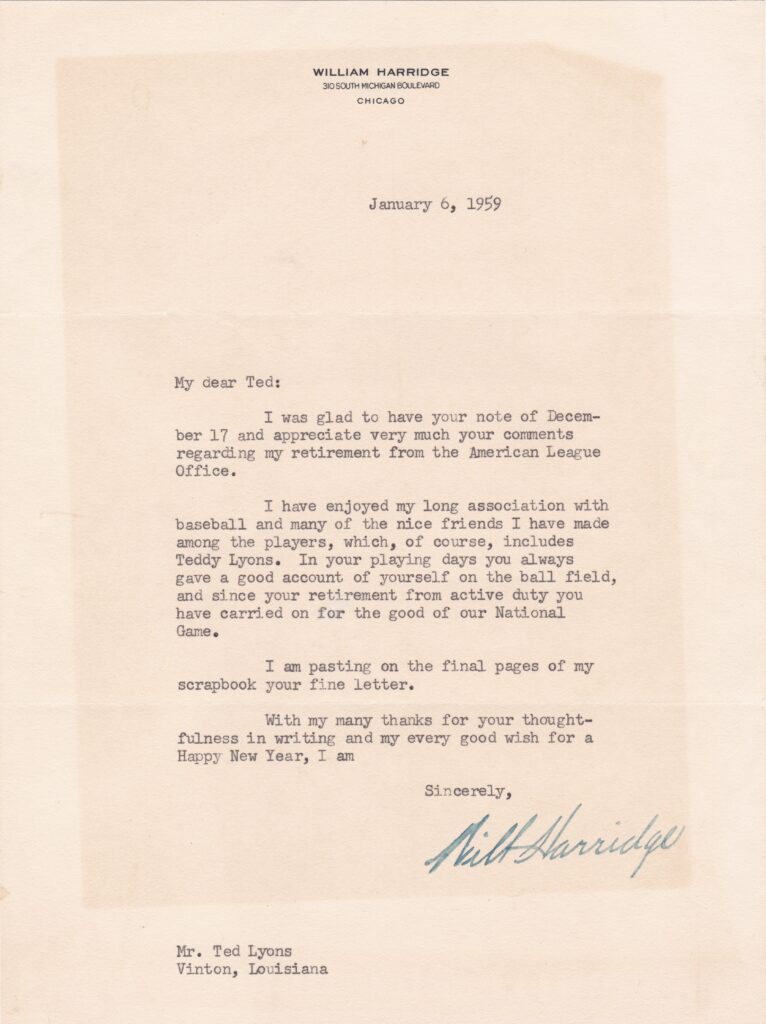 WILLIAM HARRIDGE
310 SOUTH MICHIGAN BOULEVARD
CHICAGO
January 6, 1959
My dear Ted:
I was glad to have your note of Decem-
ber 17 and appreciate very much your comments
regarding my retirement from the American League
Office.
I have enjoyed my long association with
baseball and many of the nice friends I have made
among the players, which, of course, includes
Teddy Lyons. In your playing days you always
gave a good account of yourself on the ball field,
and since your retirement from active duty you
have carried on for the good of our National
Game.
I am pasting on the final pages of my
scrapbook your fine letter.
With my many thanks for your thought-
fulness in writing and my every good wish for a
Happy New Year, I am
Sincerely,
Will Harridge
Mr. Ted Lyons
Vinton, Louisiana